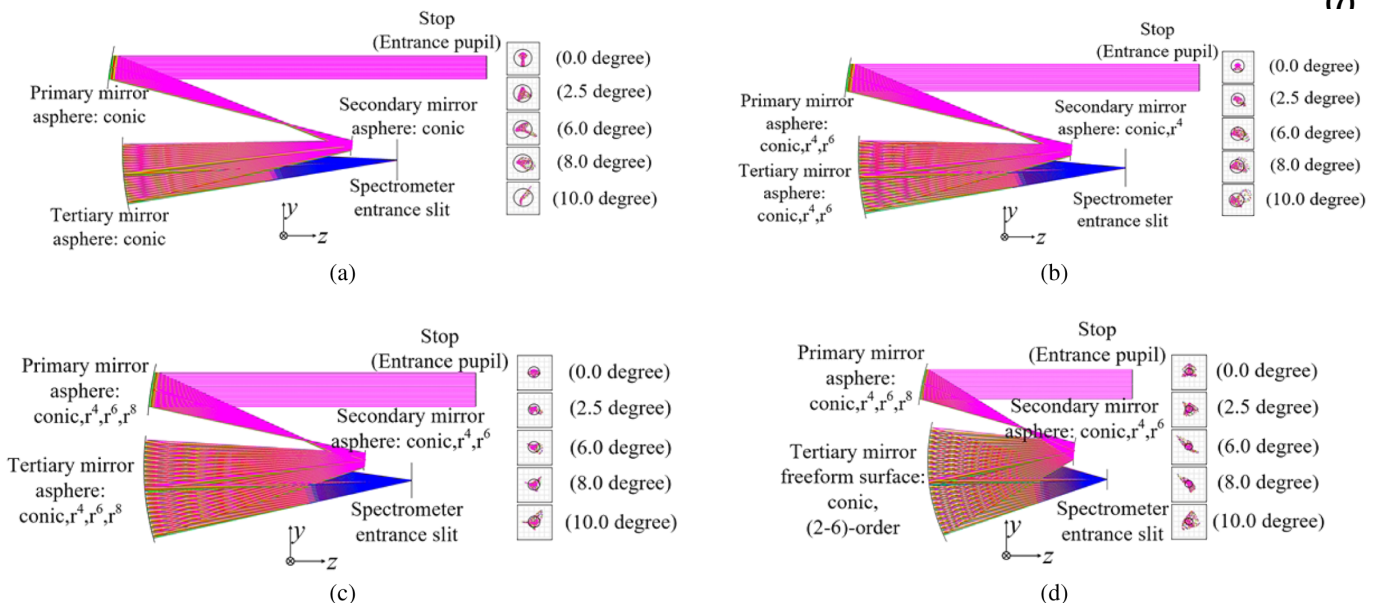 Stop
(Entrance pupil)
Primary mirror
asphere: conic
Secondary mirror
asphere: conic
Tertiary mirror
asphere: conic
Spectrometer
entrance slit
y
z
(0.0 degree)
(2.5 degree)
(6.0 degree)
(8.0 degree)
(10.0 degree)
(a)
Stop
(Entrance pupil)
Primary mirror
asphere:
conic,r⁴,r⁶
Secondary mirror
asphere: conic,r⁴
Tertiary mirror
asphere:
conic,r⁴,r⁶
Spectrometer
entrance slit
y
z
(0.0 degree)
(2.5 degree)
(6.0 degree)
(8.0 degree)
(10.0 degree)
(b)
Stop
(Entrance pupil)
Primary mirror
asphere:
conic,r⁴,r⁶,r⁸
Secondary mirror
asphere: conic,r⁴,r⁶
Tertiary mirror
asphere:
conic,r⁴,r⁶,r⁸
Spectrometer
entrance slit
y
z
(0.0 degree)
(2.5 degree)
(6.0 degree)
(8.0 degree)
(10.0 degree)
(c)
Stop
(Entrance pupil)
Primary mirror
asphere:
conic,r⁴,r⁶,r⁸
Secondary mirror
asphere: conic,r⁴,r⁶
Tertiary mirror
freeform surface:
conic,
(2-6)-order
Spectrometer
entrance slit
y
z
(0.0 degree)
(2.5 degree)
(6.0 degree)
(8.0 degree)
(10.0 degree)
(d)